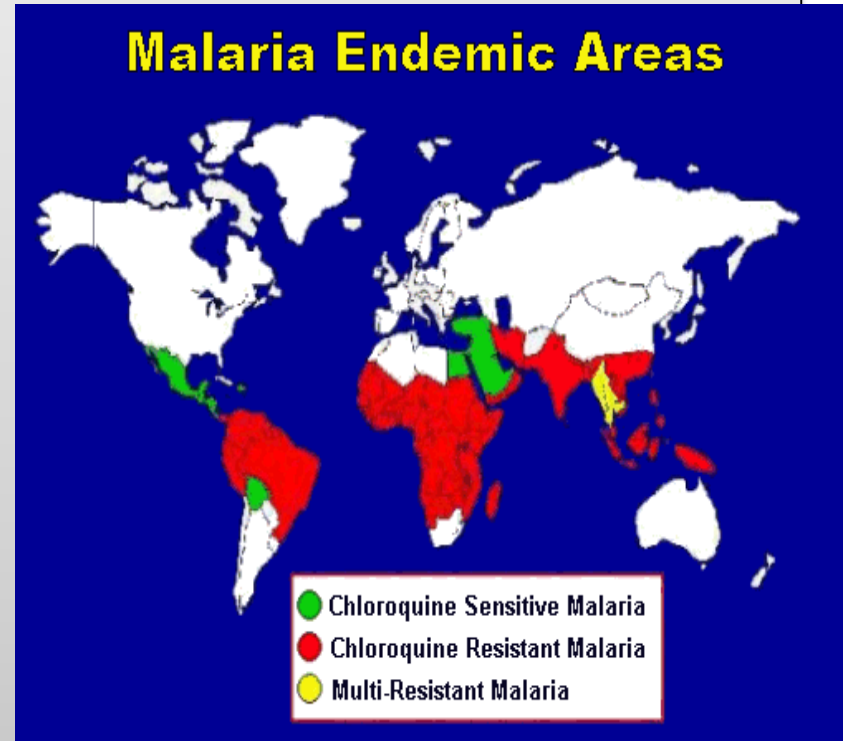 Malaria Endemic Areas
Chloroquine Sensitive Malaria
Chloroquine Resistant Malaria
Multi-Resistant Malaria